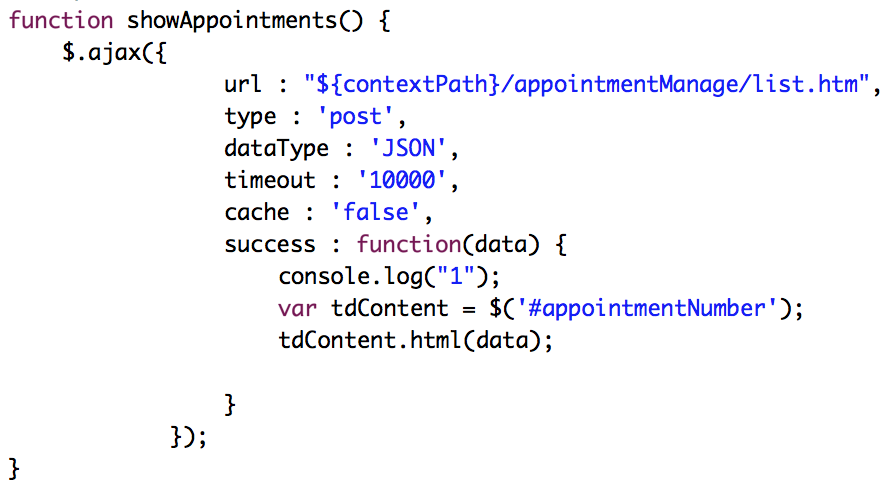 function showAppointments() {
    $.ajax({
                url : "${contextPath}/appointmentManage/list.htm",
                type : 'post',
                dataType : 'JSON',
                timeout : '10000',
                cache : 'false',
                success : function(data) {
                    console.log("1");
                    var tdContent = $('#appointmentNumber');
                    tdContent.html(data);
                }
            });
}